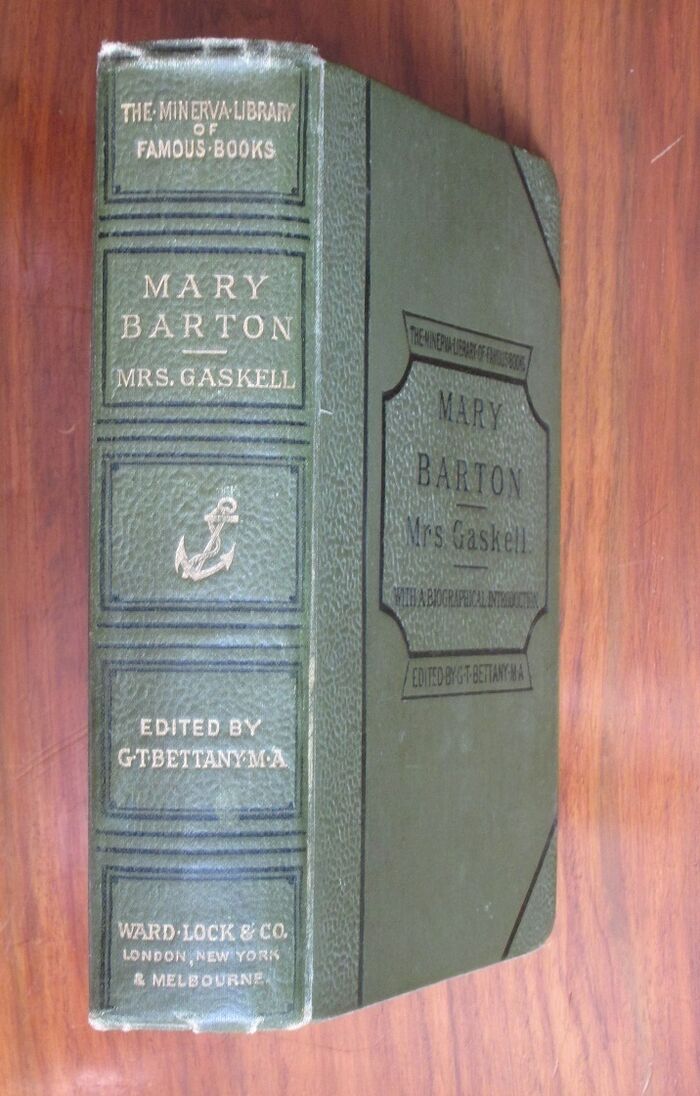 THE·MINERVA·LIBRARY
OF
FAMOUS·BOOKS
MARY
BARTON
MRS. GASKELL
EDITED BY
G·T·BETTANY·M·A
WARD·LOCK & CO.
LONDON, NEW YORK
& MELBOURNE.
THE·MINERVA·LIBRARY·OF·FAMOUS·BOOKS
MARY
BARTON
Mrs Gaskell.
WITH A BIOGRAPHICAL INTRODUCTION
EDITED·BY·G·T·BETTANY·M·A